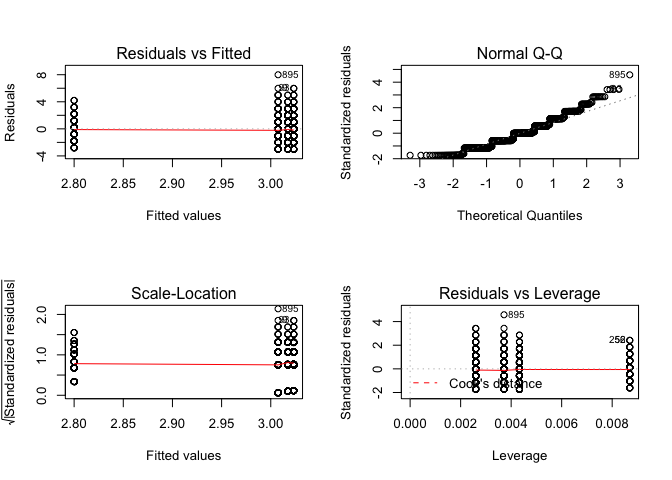 Residuals vs Fitted
Residuals
8
4
0
-4
895
2.80 2.85 2.90 2.95 3.00
Fitted values
Normal Q-Q
Standardized residuals
4
2
0
-2
895
-3 -2 -1 0 1 2 3
Theoretical Quantiles
Scale-Location
√|Standardized residuals|
2.0
1.0
0.0
895
2.80 2.85 2.90 2.95 3.00
Fitted values
Residuals vs Leverage
Standardized residuals
4
2
0
-2
895
Cook's distance
0.000 0.002 0.004 0.006 0.008
Leverage